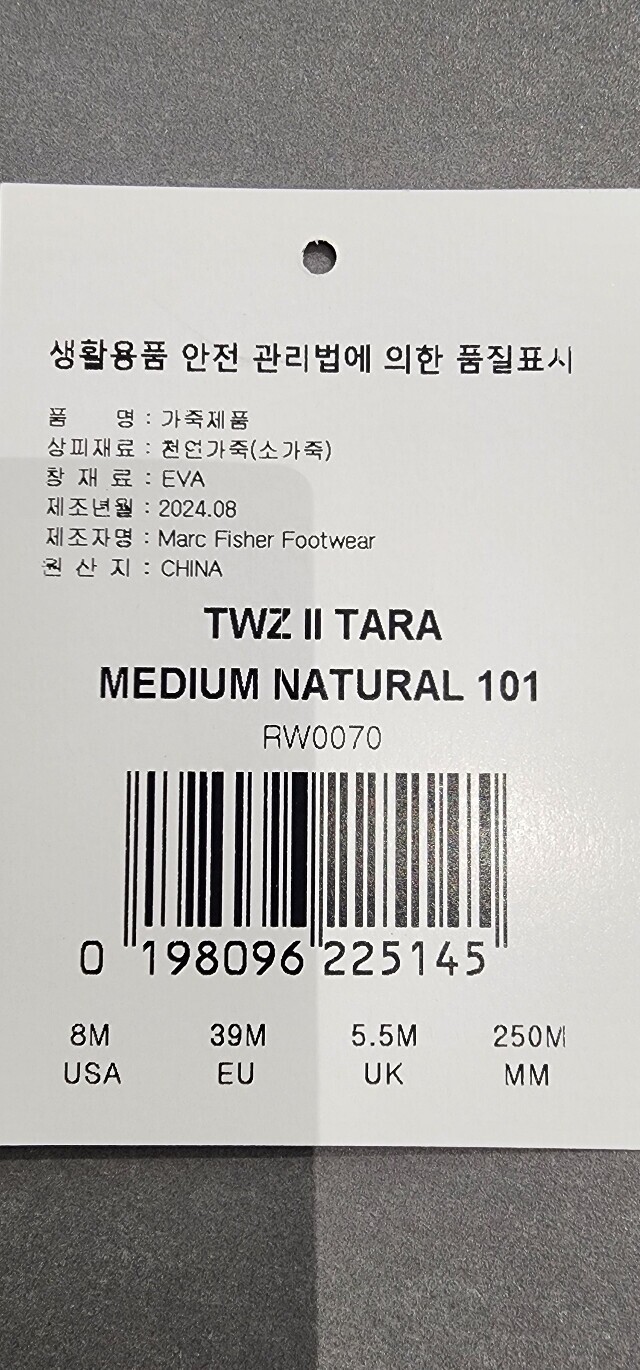 생활용품 안전 관리법에 의한 품질표시
품 명 : 가죽제품
상피재료 : 천연가죽(소가죽)
창 재 료 : EVA
제조년월 : 2024.08
제조자명 : Marc Fisher Footwear
원 산 지 : CHINA
TWZ II TARA
MEDIUM NATURAL 101
RW0070
0 198096 225145
8M 39M 5.5M 250M
USA EU UK MM